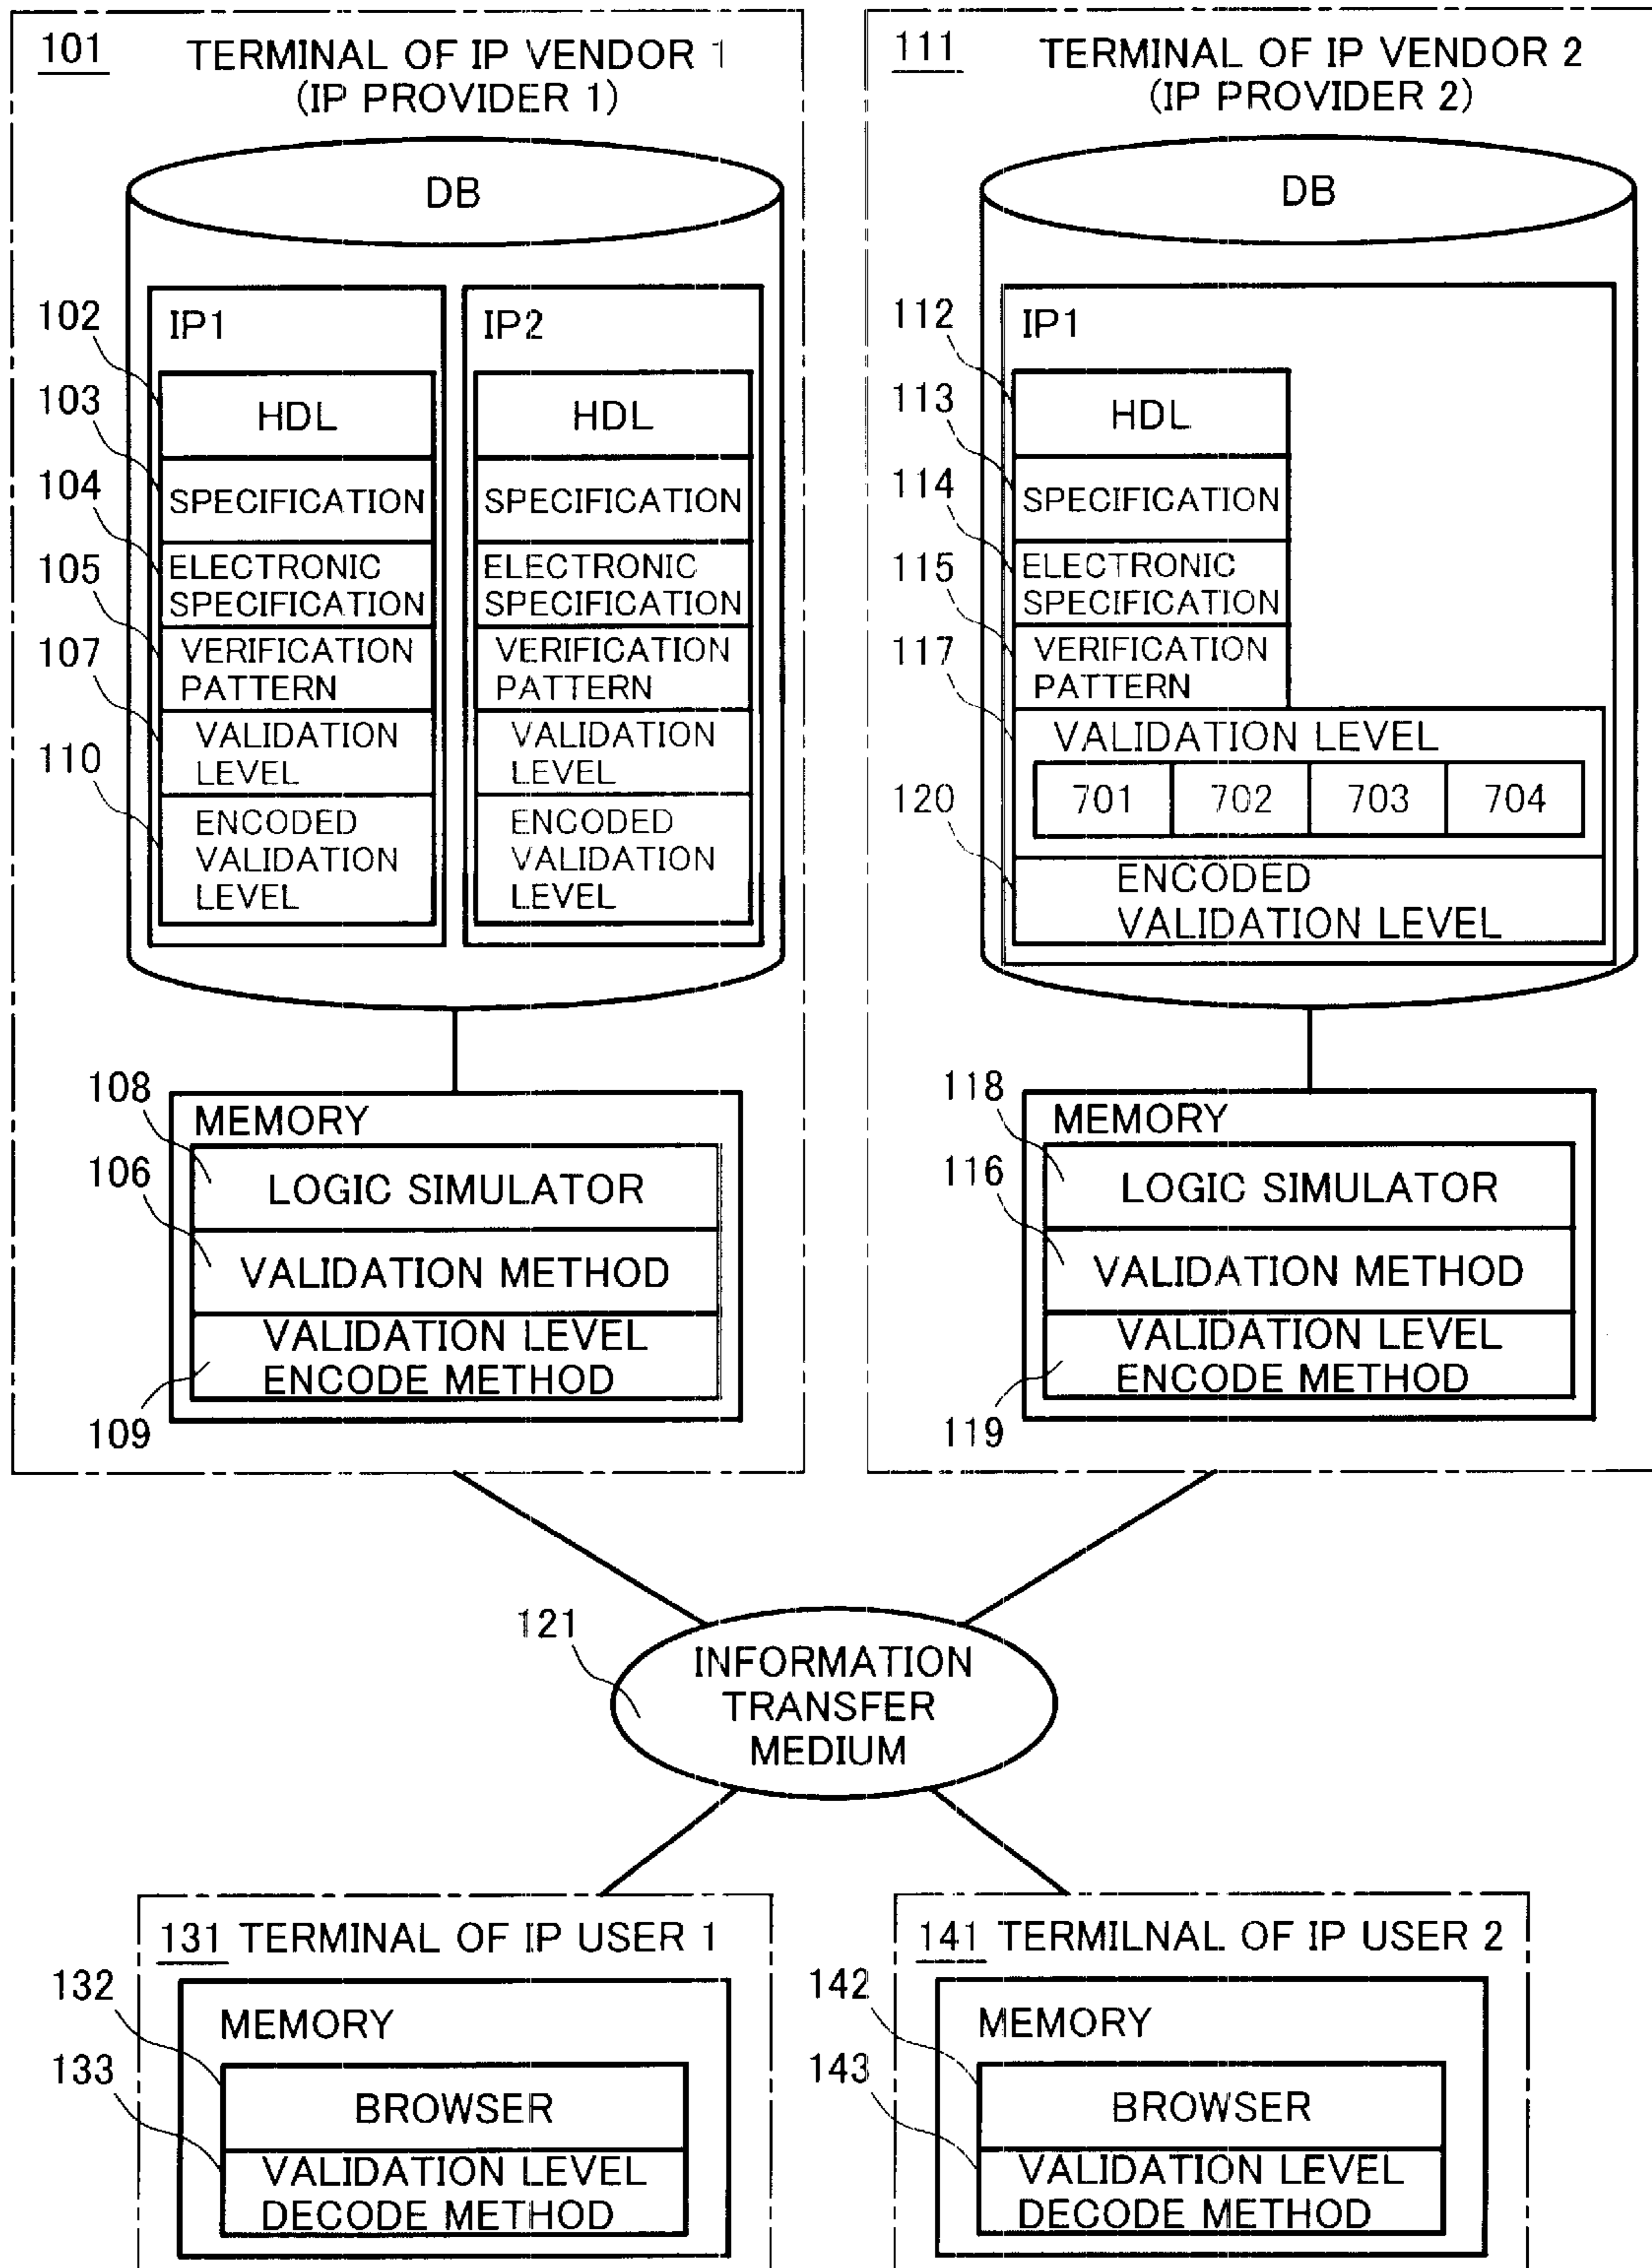 101 TERMINAL OF IP VENDOR 1
(IP PROVIDER 1)
DB
102
103
104
105
107
110
IP1
HDL
SPECIFICATION
ELECTRONIC
SPECIFICATION
VERIFICATION
PATTERN
VALIDATION
LEVEL
ENCODED
VALIDATION
LEVEL
IP2
HDL
SPECIFICATION
ELECTRONIC
SPECIFICATION
VERIFICATION
PATTERN
VALIDATION
LEVEL
ENCODED
VALIDATION
LEVEL
108
106
109
MEMORY
LOGIC SIMULATOR
VALIDATION METHOD
VALIDATION LEVEL
ENCODE METHOD
111 TERMINAL OF IP VENDOR 2
(IP PROVIDER 2)
DB
112
113
114
115
117
120
IP1
HDL
SPECIFICATION
ELECTRONIC
SPECIFICATION
VERIFICATION
PATTERN
VALIDATION LEVEL
701 702 703 704
ENCODED
VALIDATION LEVEL
118
116
119
MEMORY
LOGIC SIMULATOR
VALIDATION METHOD
VALIDATION LEVEL
ENCODE METHOD
121
INFORMATION
TRANSFER
MEDIUM
131 TERMINAL OF IP USER 1
132
133
MEMORY
BROWSER
VALIDATION LEVEL
DECODE METHOD
141 TERMILNAL OF IP USER 2
142
143
MEMORY
BROWSER
VALIDATION LEVEL
DECODE METHOD